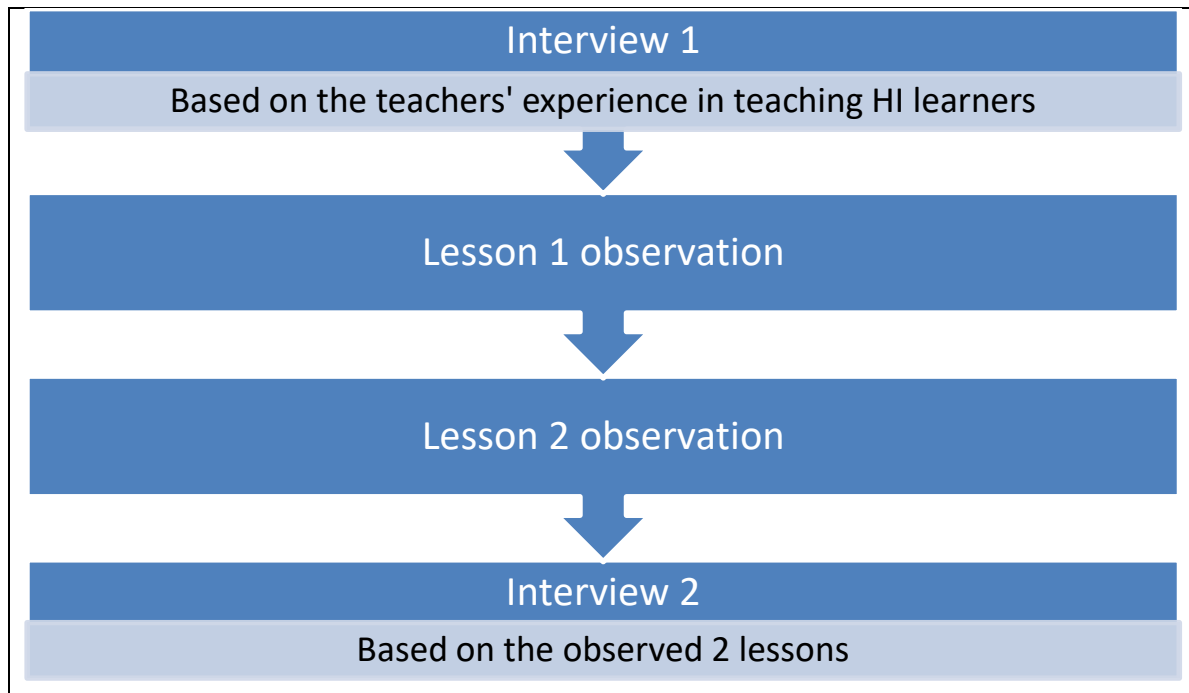 Interview 1
Based on the teachers' experience in teaching HI learners
Lesson 1 observation
Lesson 2 observation
Interview 2
Based on the observed 2 lessons